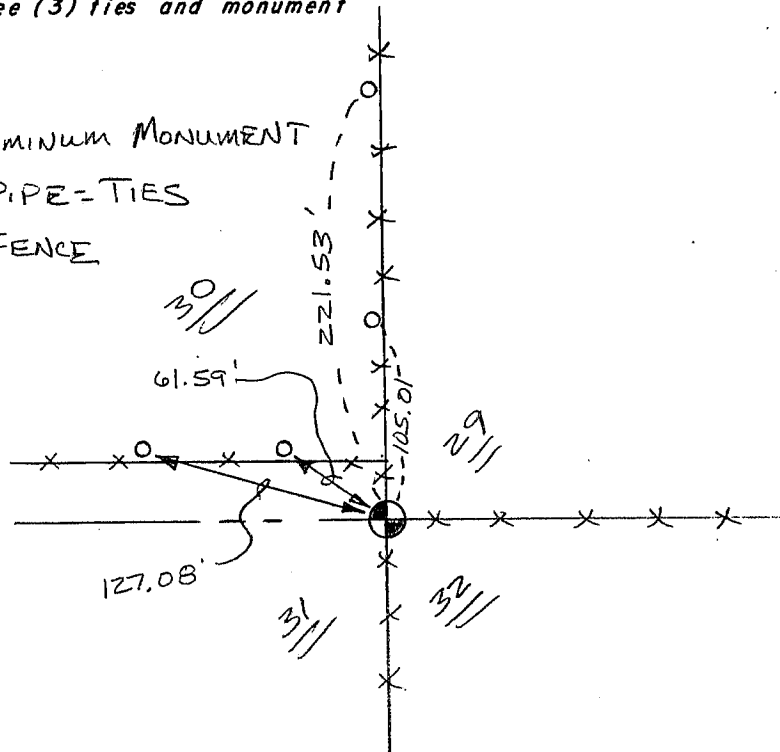 ee (3) ties and monument
MINUM MONUMENT
PIPE = TIES
FENCE
30
221.53'
61.59'
105.01
29
127.08'
31
32